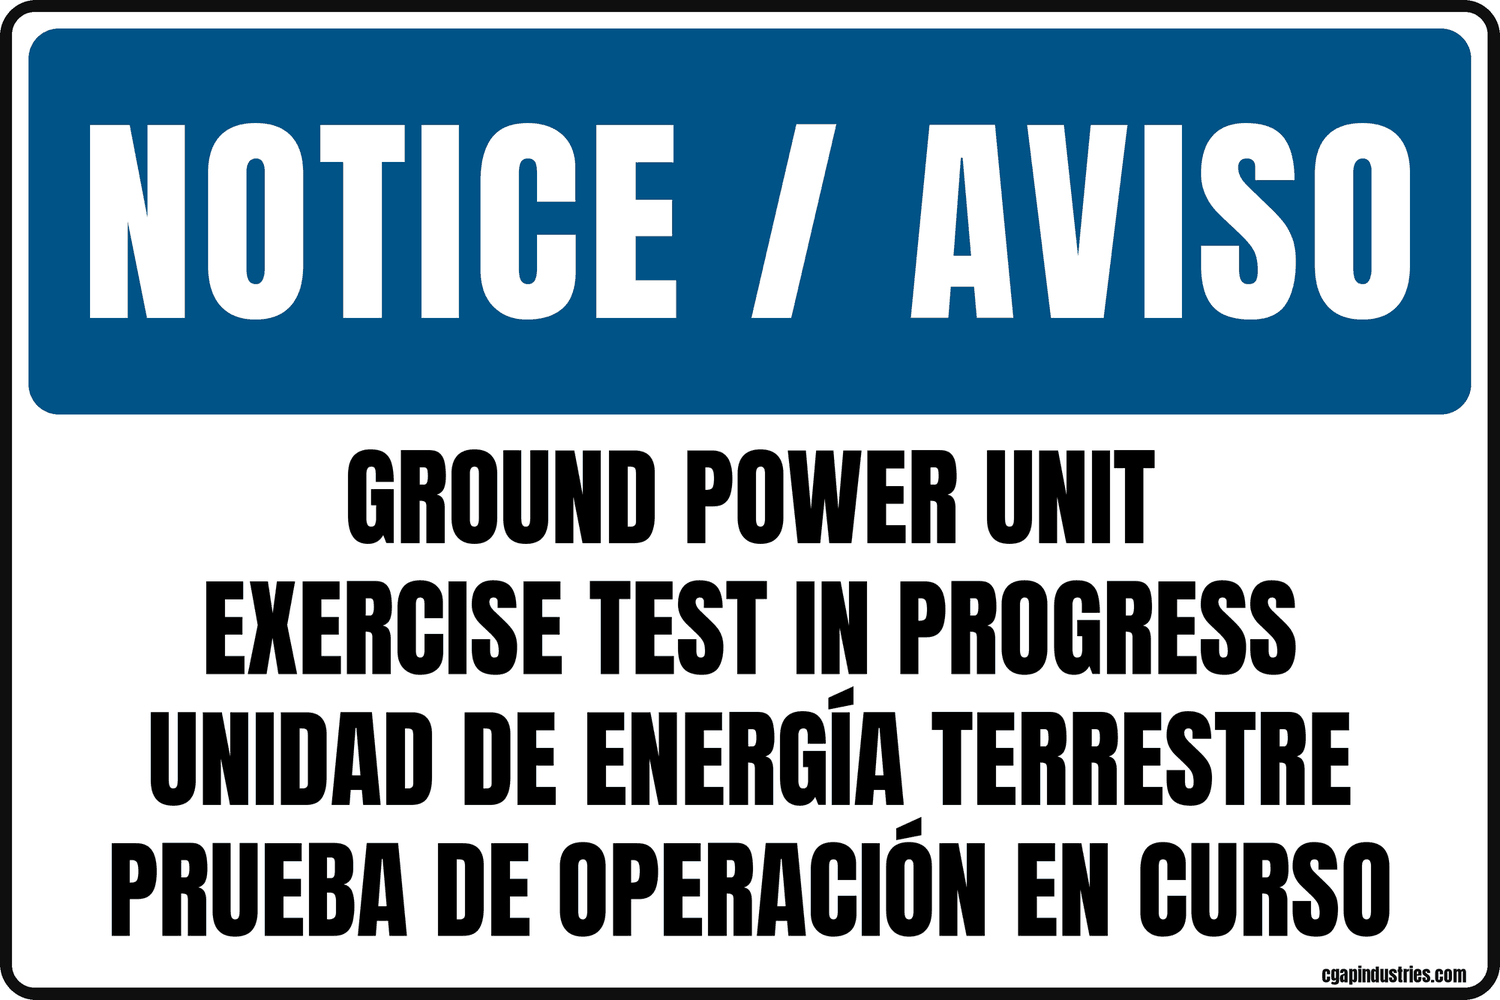 NOTICE / AVISO
GROUND POWER UNIT
EXERCISE TEST IN PROGRESS
UNIDAD DE ENERGÍA TERRESTRE
PRUEBA DE OPERACIÓN EN CURSO
cgapindustries.com